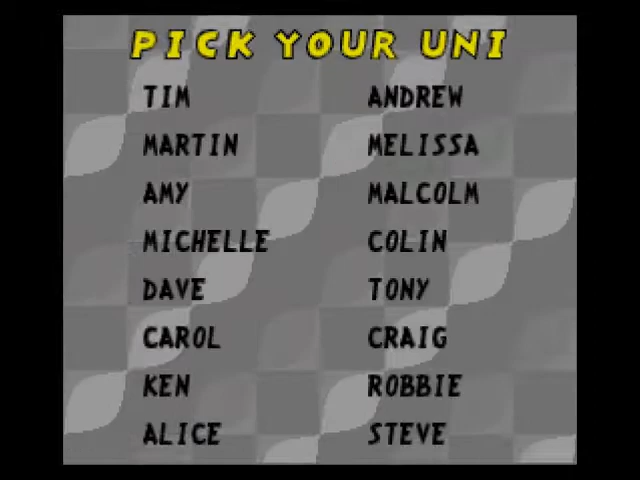 PICK YOUR UNI
TIM ANDREW
MARTIN MELISSA
AMY MALCOLM
MICHELLE COLIN
DAVE TONY
CAROL CRAIG
KEN ROBBIE
ALICE STEVE